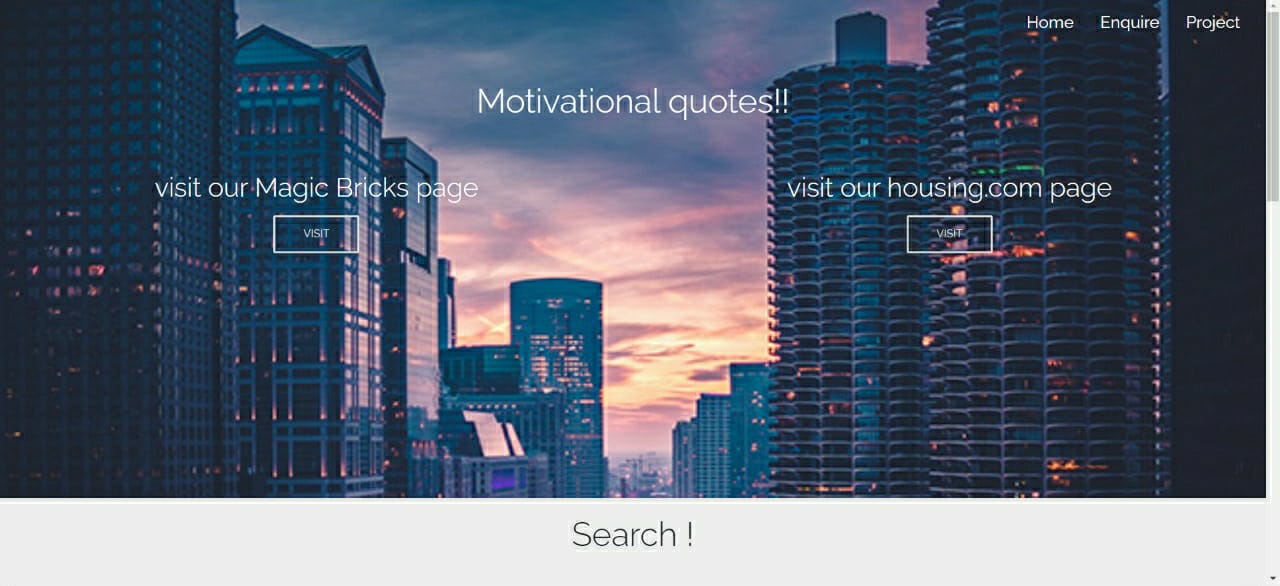 Home Enquire Project
Motivational quotes!!
visit our Magic Bricks page
VISIT
visit our housing.com page
VISIT
Search !